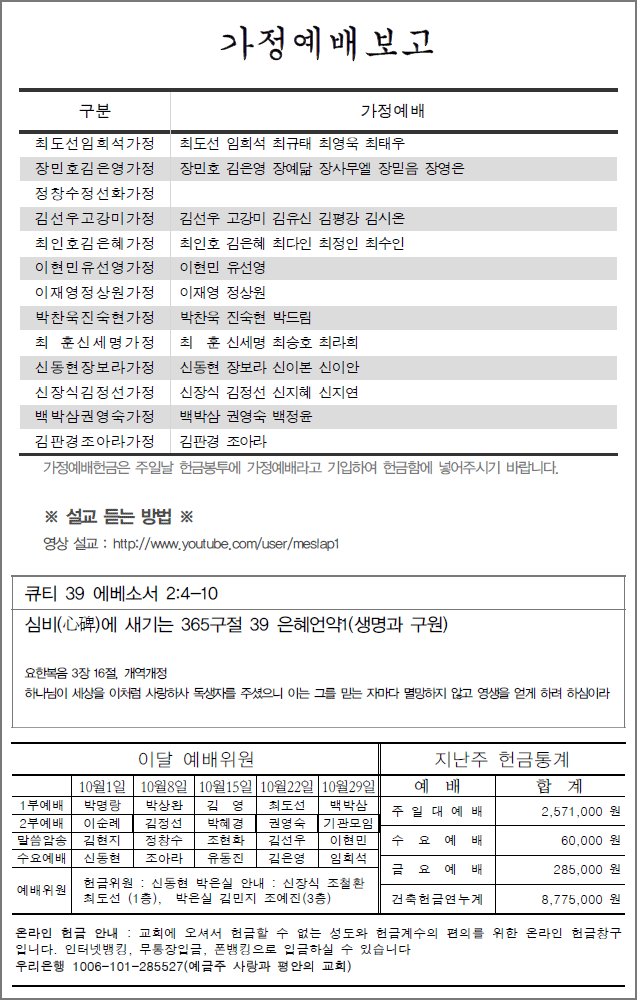 가정예배보고
구분 가정예배
최도선임희석가정 최도선 임희석 최규태 최영욱 최태우
장민호김은영가정 장민호 김은영 장예닮 장사무엘 장믿음 장영은
정창수정선화가정
김선우고강미가정 김선우 고강미 김유신 김평강 김시온
최인호김은혜가정 최인호 김은혜 최다인 최정인 최수인
이현민유선영가정 이현민 유선영
이재영정상원가정 이재영 정상원
박찬욱진숙현가정 박찬욱 진숙현 박드림
최 훈신세명가정 최 훈 신세명 최승호 최라희
신동현장보라가정 신동현 장보라 신이본 신이안
신장식김정선가정 신장식 김정선 신지혜 신지연
백박삼권영숙가정 백박삼 권영숙 백정윤
김판경조아라가정 김판경 조아라
가정예배헌금은 주일날 헌금봉투에 가정예배라고 기입하여 헌금함에 넣어주시기 바랍니다.
※ 설교 듣는 방법 ※
영상 설교 : http://www.youtube.com/user/meslap1
큐티 39 에베소서 2:4-10
심비(心碑)에 새기는 365구절 39 은혜언약1(생명과 구원)
요한복음 3장 16절, 개역개정
하나님이 세상을 이처럼 사랑하사 독생자를 주셨으니 이는 그를 믿는 자마다 멸망하지 않고 영생을 얻게 하려 하심이라
이달 예배위원
10월1일 10월8일 10월15일 10월22일 10월29일
1부예배 박명랑 박상완 김 영 최도선 백박삼
2부예배 이순례 김정선 박혜경 권영숙 기관모임
말씀암송 김현지 정창수 조현화 김선우 이현민
수요예배 신동현 조아라 유동진 김은영 임희석
예배위원 헌금위원 : 신동현 박은실 안내 : 신장식 조철환
최도선 (1층), 박은실 김민지 조예진(3층)
지난주 헌금통계
예 배 합 계
주 일 대 예 배 2,571,000 원
수 요 예 배 60,000 원
금 요 예 배 285,000 원
건축헌금연누계 8,775,000 원
온라인 헌금 안내 : 교회에 오셔서 헌금할 수 없는 성도와 헌금계수의 편의를 위한 온라인 헌금창구
입니다. 인터넷뱅킹, 무통장입금, 폰뱅킹으로 입금하실 수 있습니다
우리은행 1006-101-285527(예금주 사랑과 평안의 교회)